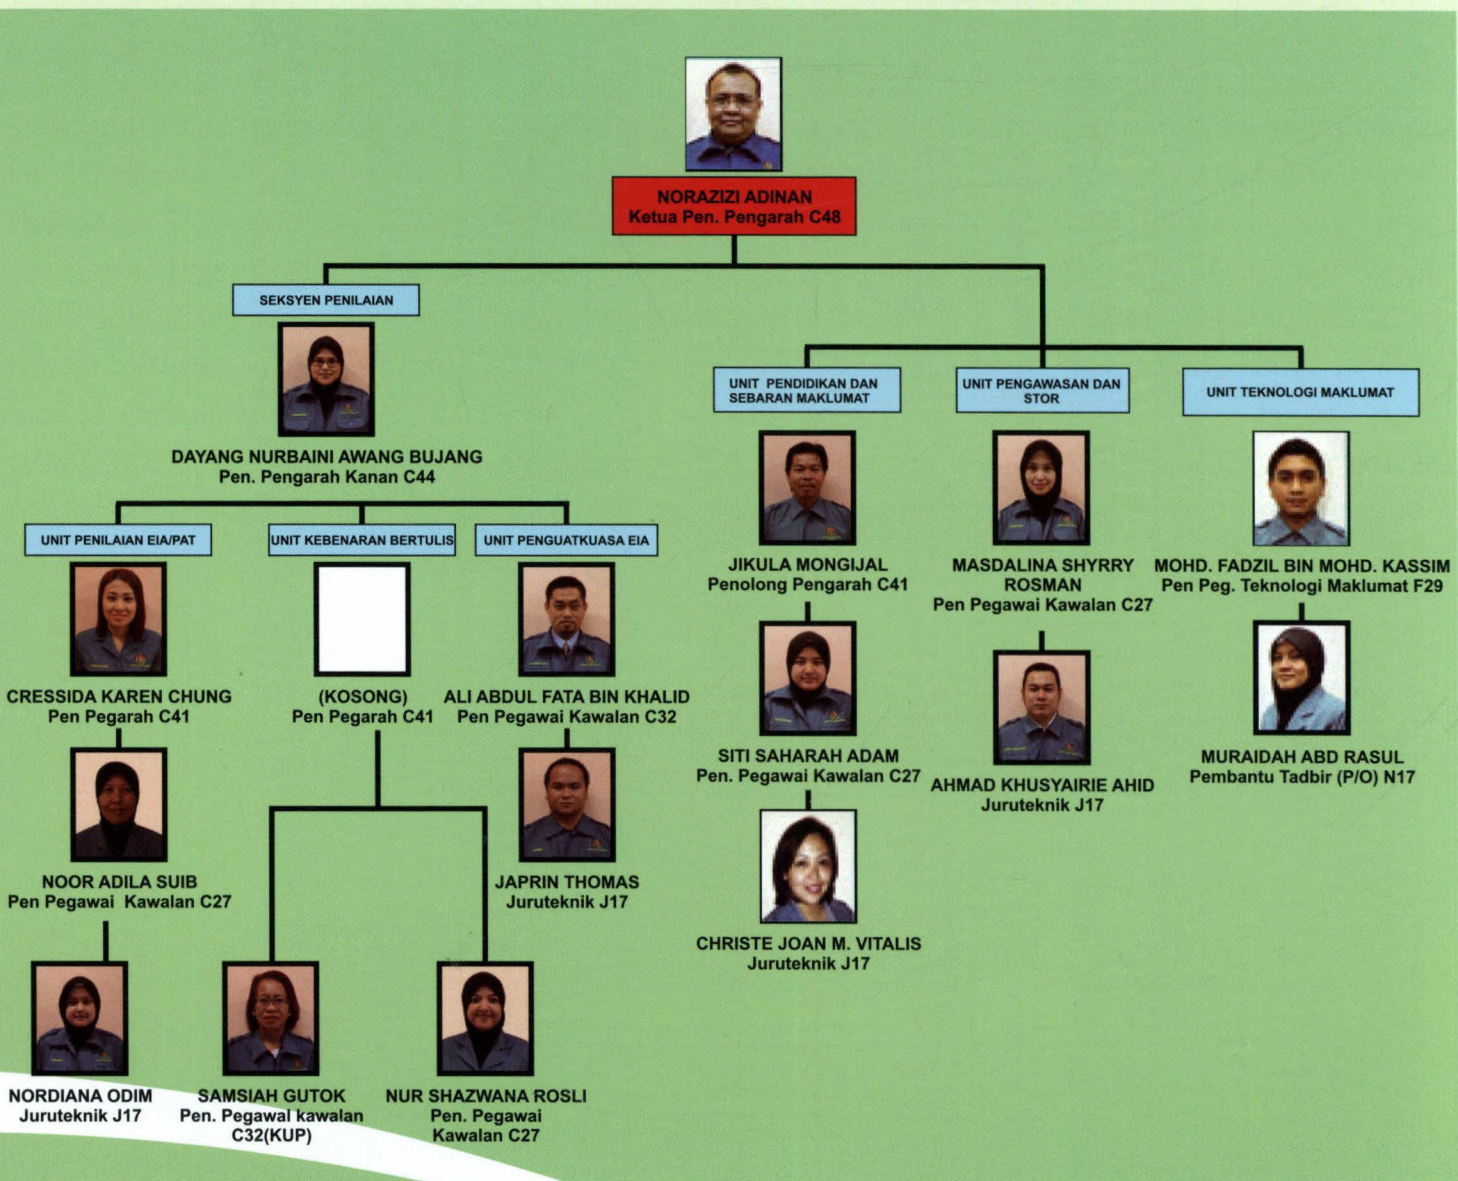 NORAZIZI ADINAN
Ketua Pen. Pengarah C48
SEKSYEN PENILAIAN
DAYANG NURBAINI AWANG BUJANG
Pen. Pengarah Kanan C44
UNIT PENILAIAN EIA/PAT
CRESSIDA KAREN CHUNG
Pen Pegarah C41
NOOR ADILA SUIB
Pen Pegawai Kawalan C27
NORDIANA ODIM
Juruteknik J17
UNIT KEBENARAN BERTULIS
(KOSONG)
Pen Pegarah C41
SAMSIAH GUTOK
Pen. Pegawal kawalan
C32(KUP)
NUR SHAZWANA ROSLI
Pen. Pegawai
Kawalan C27
UNIT PENGUATKUASA EIA
ALI ABDUL FATA BIN KHALID
Pen Pegawai Kawalan C32
JAPRIN THOMAS
Juruteknik J17
UNIT PENDIDIKAN DAN
SEBARAN MAKLUMAT
JIKULA MONGIJAL
Penolong Pengarah C41
SITI SAHARAH ADAM
Pen. Pegawai Kawalan C27
CHRISTE JOAN M. VITALIS
Juruteknik J17
UNIT PENGAWASAN DAN
STOR
MASDALINA SHYRRY
ROSMAN
Pen Pegawai Kawalan C27
AHMAD KHUSYAIRIE AHID
Juruteknik J17
UNIT TEKNOLOGI MAKLUMAT
MOHD. FADZIL BIN MOHD. KASSIM
Pen Peg. Teknologi Maklumat F29
MURAIDAH ABD RASUL
Pembantu Tadbir (P/O) N17